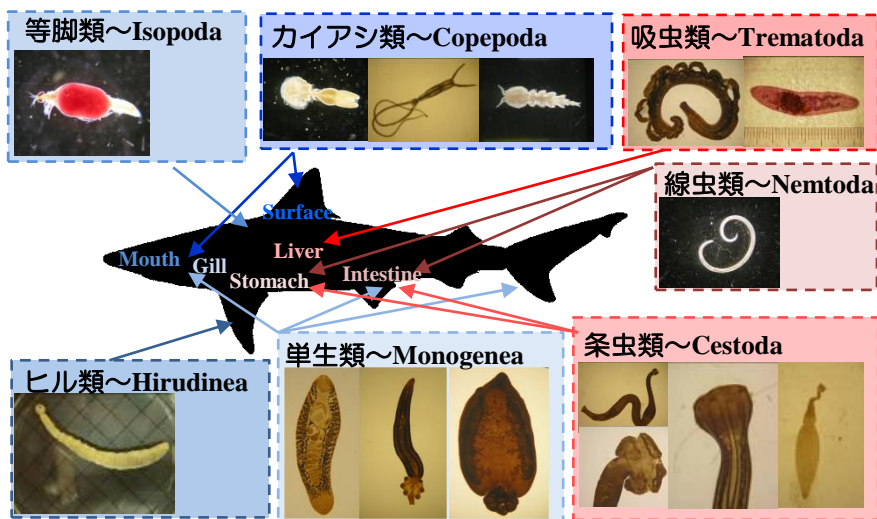 等脚類～Isopoda
カイアシ類～Copepoda
吸虫類～Trematoda
線虫類～Nemtoda
Surface
Mouth
Gill
Liver
Stomach
Intestine
ヒル類～Hirudinea
単生類～Monogenea
条虫類～Cestoda